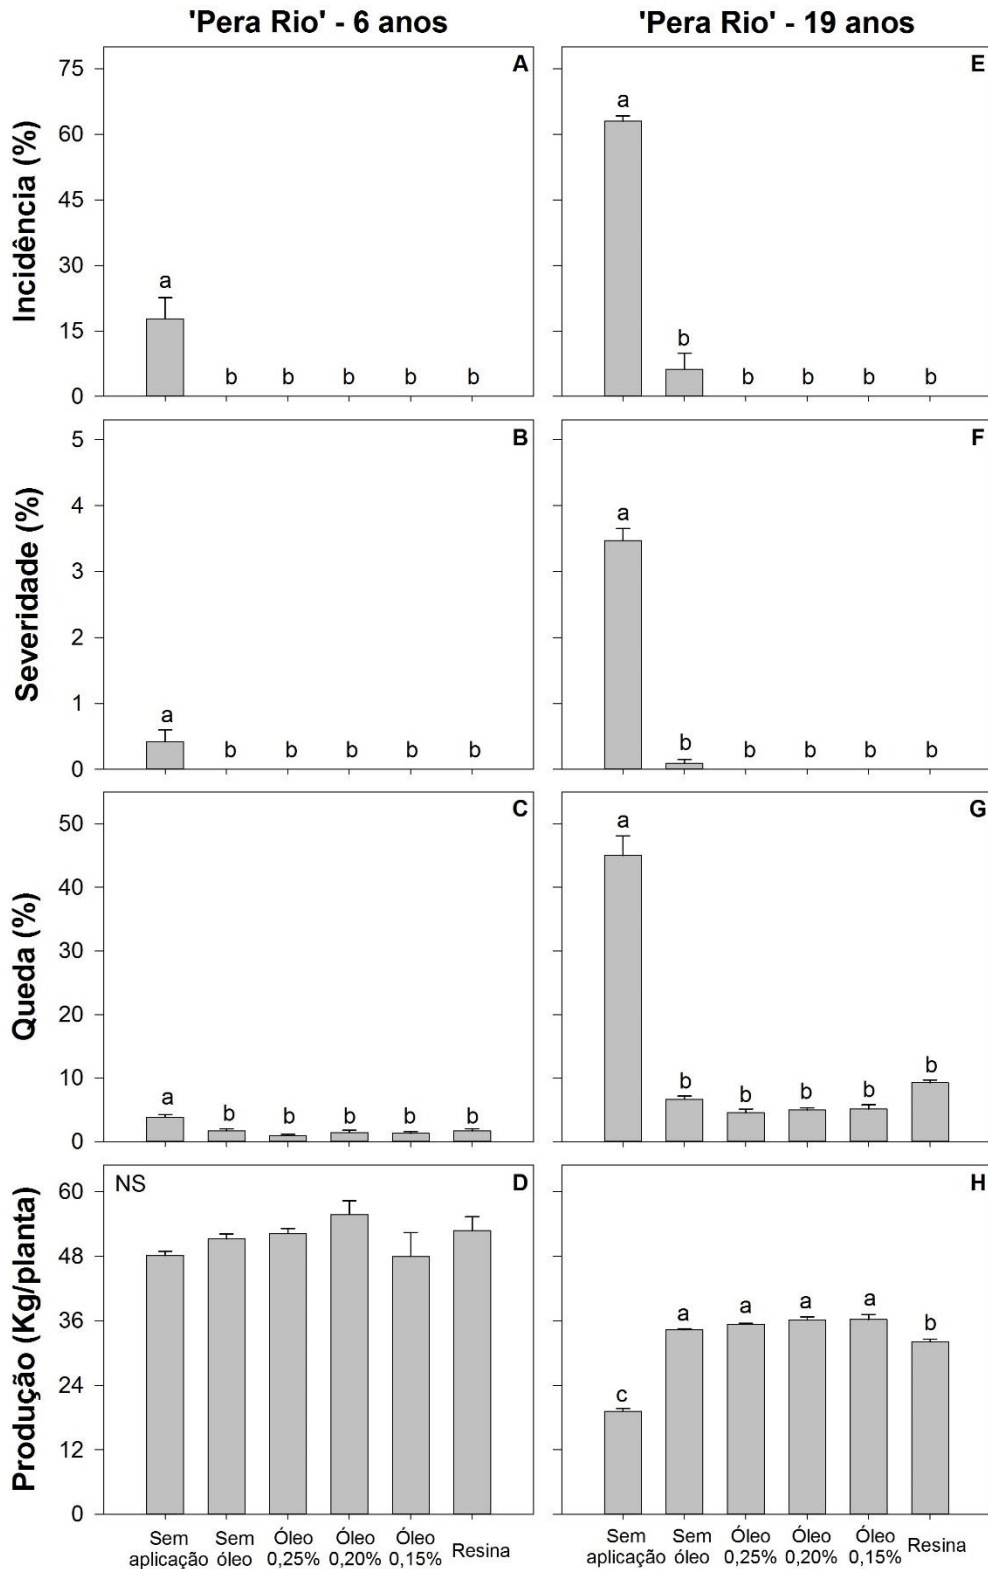 'Pera Rio' - 6 anos
'Pera Rio' - 19 anos
Incidência (%)
75
60
45
30
15
0
A
a
b b b b b
E
a
b
b b b b
Severidade (%)
5
4
3
2
1
0
B
a
b b b b b
F
a
b
b b b b
Queda (%)
50
40
30
20
10
0
C
a
b b b b b
G
a
b b b b b
Produção (Kg/planta)
60
48
36
24
12
0
NS
D
H
c
a a a a
b
Sem
aplicação
Sem
óleo
Óleo
0,25%
Óleo
0,20%
Óleo
0,15%
Resina
Sem
aplicação
Sem
óleo
Óleo
0,25%
Óleo
0,20%
Óleo
0,15%
Resina